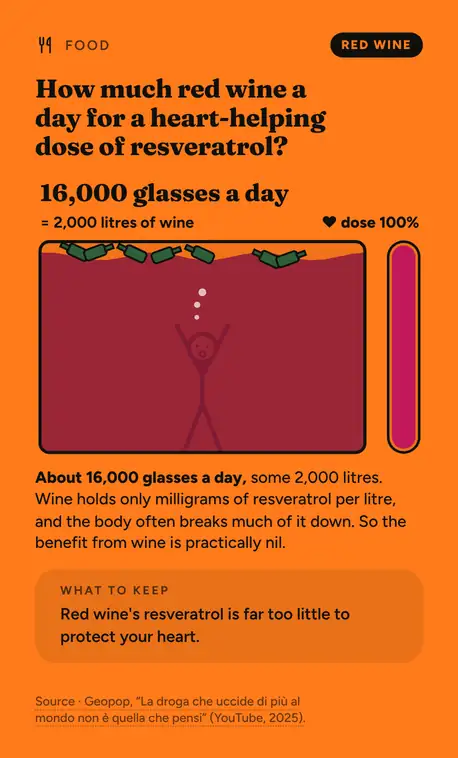 FOOD
RED WINE
How much red wine a
day for a heart-helping
dose of resveratrol?
16,000 glasses a day
= 2,000 litres of wine
♥ dose 100%
About 16,000 glasses a day, some 2,000 litres.
Wine holds only milligrams of resveratrol per litre,
and the body often breaks much of it down. So the
benefit from wine is practically nil.
WHAT TO KEEP
Red wine's resveratrol is far too little to
protect your heart.
Source · Geopop, “La droga che uccide di più al
mondo non è quella che pensi” (YouTube, 2025).